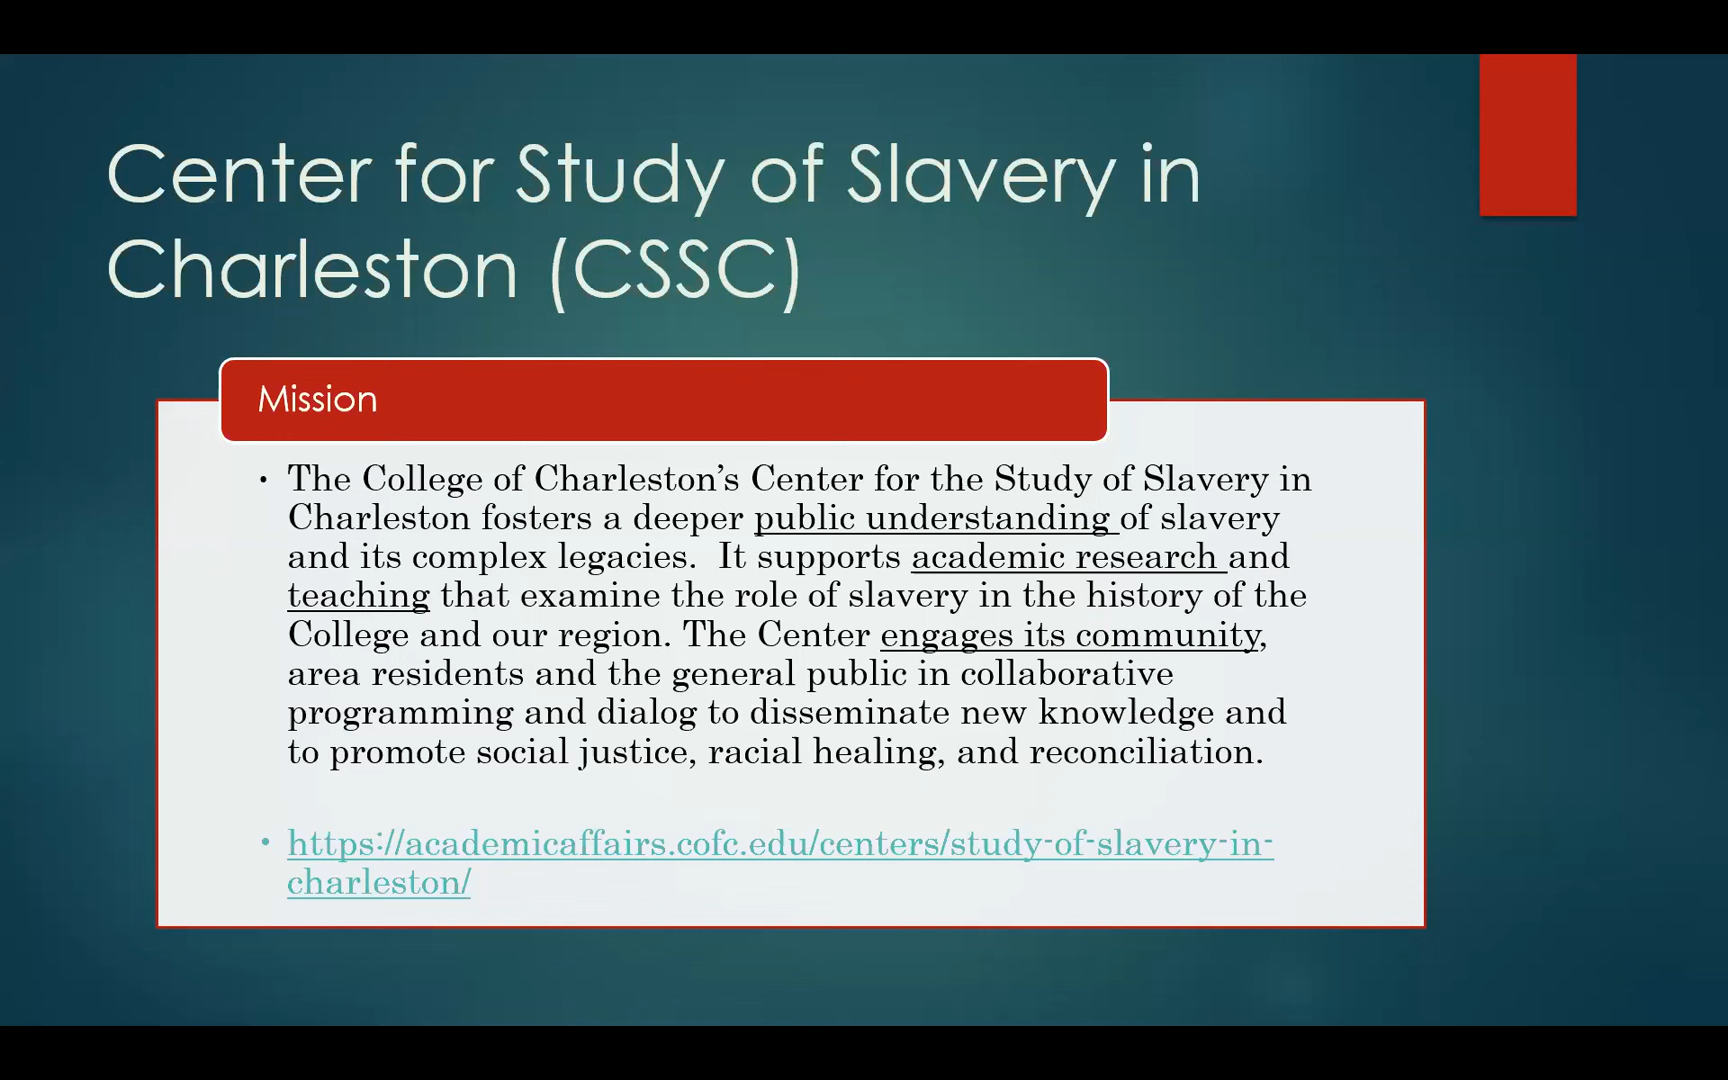 Center for Study of Slavery in
Charleston (CSSC)
Mission
• The College of Charleston’s Center for the Study of Slavery in
Charleston fosters a deeper public understanding of slavery
and its complex legacies.  It supports academic research and
teaching that examine the role of slavery in the history of the
College and our region. The Center engages its community,
area residents and the general public in collaborative
programming and dialog to disseminate new knowledge and
to promote social justice, racial healing, and reconciliation.
• https://academicaffairs.cofc.edu/centers/study-of-slavery-in-
charleston/